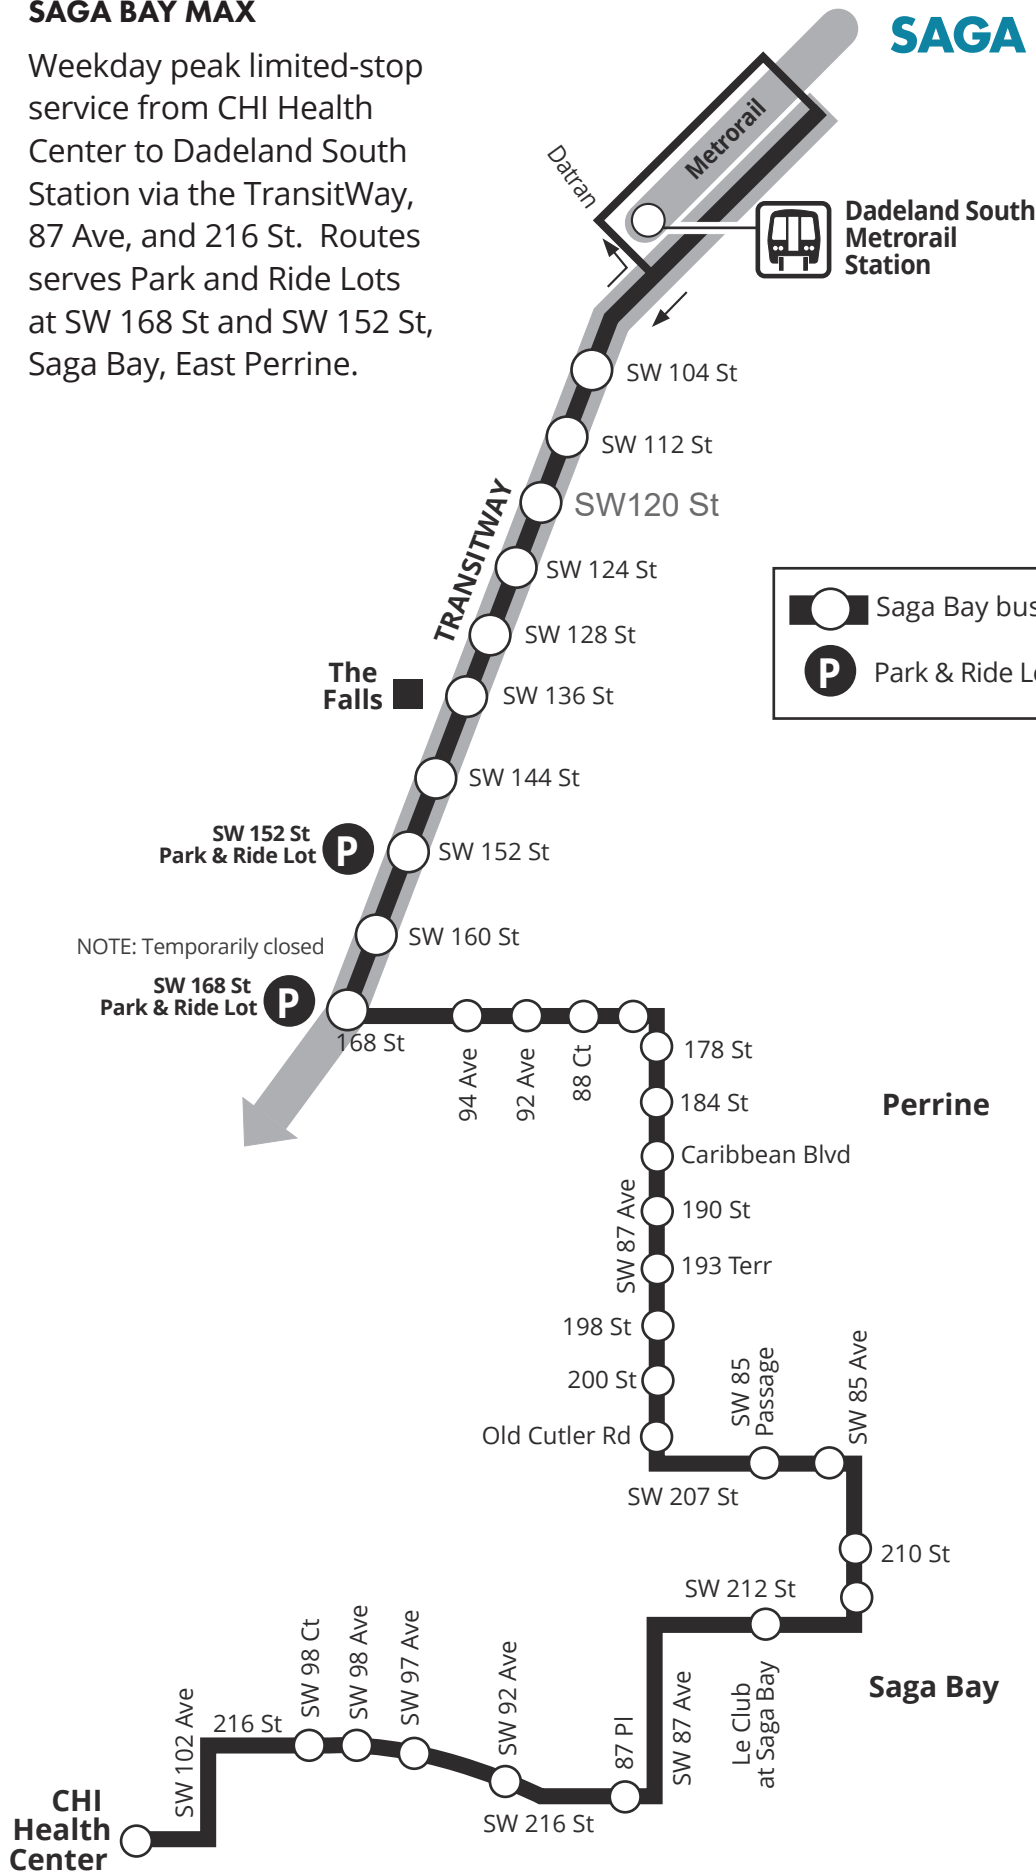 SAGA BAY MAX
Weekday peak limited-stop
service from CHI Health
Center to Dadeland South
Station via the TransitWay,
87 Ave, and 216 St.  Routes
serves Park and Ride Lots
at SW 168 St and SW 152 St,
Saga Bay, East Perrine.
SAGA
Metrorail
Datran
Dadeland South
Metrorail
Station
SW 104 St
SW 112 St
SW120 St
TRANSITWAY
SW 124 St
Saga Bay bus
SW 128 St
P
Park & Ride
The
Falls
SW 136 St
SW 144 St
SW 152 St
Park & Ride Lot
P
SW 152 St
SW 160 St
NOTE: Temporarily closed
SW 168 St
Park & Ride Lot
P
168 St
94 Ave
92 Ave
88 Ct
178 St
184 St
Perrine
Caribbean Blvd
SW 87 Ave
190 St
193 Terr
198 St
200 St
Old Cutler Rd
SW 85
Passage
SW 85 Ave
SW 207 St
210 St
SW 212 St
Saga Bay
Le Club
at Saga Bay
SW 87 Ave
87 Pl
SW 92 Ave
SW 97 Ave
SW 98 Ave
SW 98 Ct
216 St
SW 102 Ave
SW 216 St
CHI
Health
Center